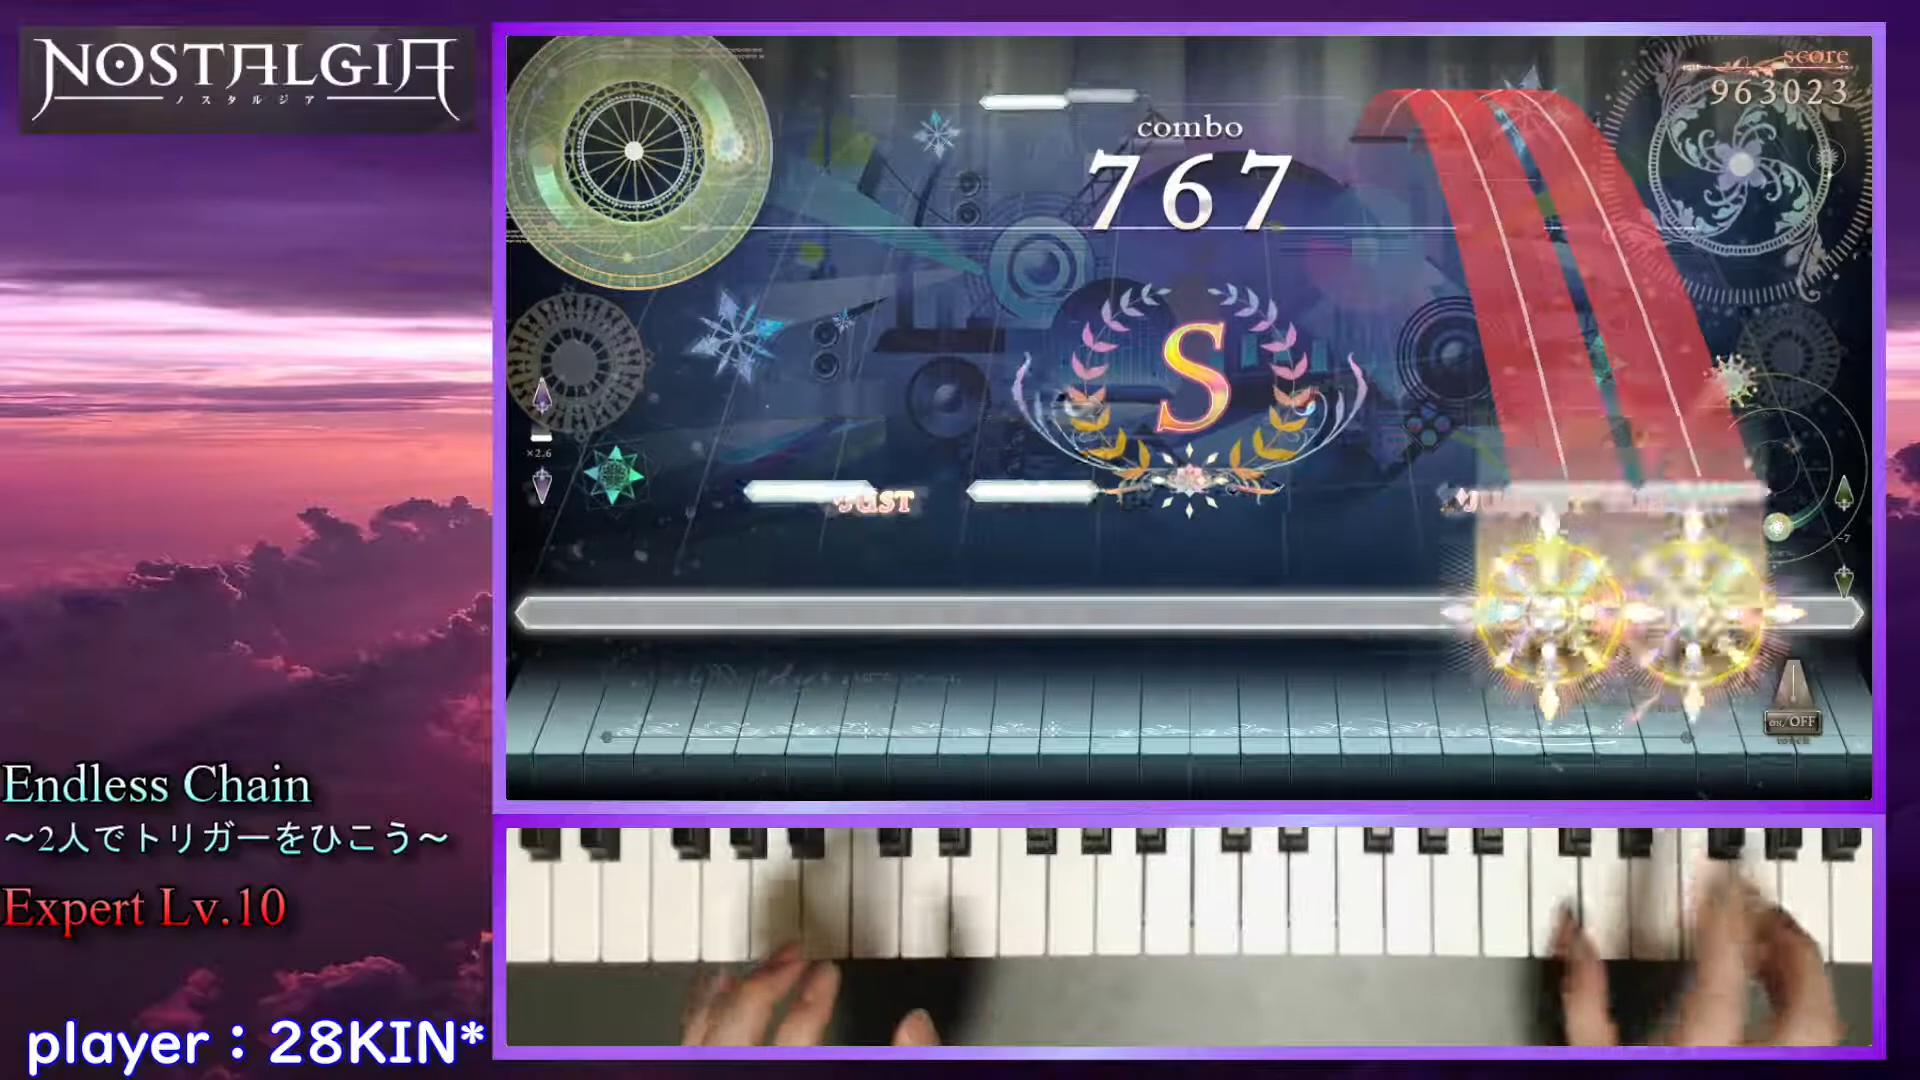 NOSTALGIA
ノスタルジア
score
963023
combo
767
S
×2.6
JUST
-7
ON/OFF
Endless Chain
～2人でトリガーをひこう～
Expert Lv.10
player：28KIN*